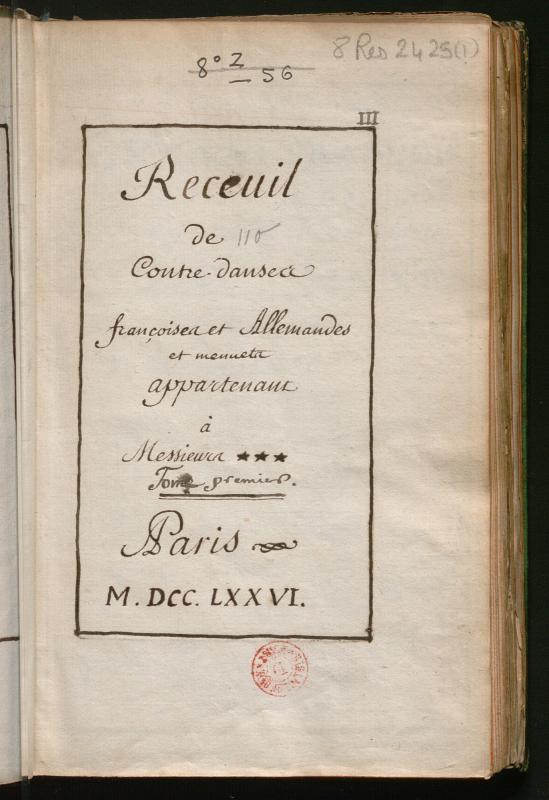 8° Z 56
8 Res 2425(1)
III
Receuil
de 110
Contre-danses
françoises et Allemandes
et menuets
appartenant
à
Messieurs ★★★
Tome premier.
Paris
M. DCC. LXXVI.